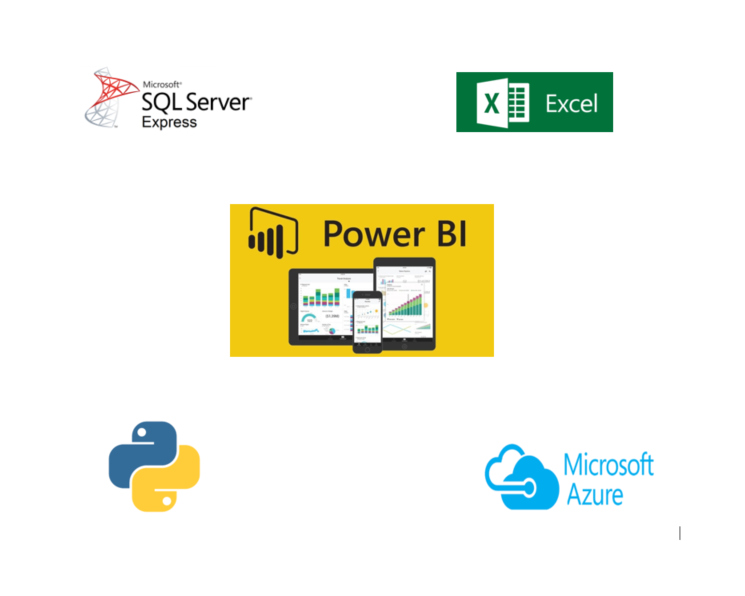 Microsoft®
SQL Server®
Express
Excel
Power BI
Microsoft
Azure